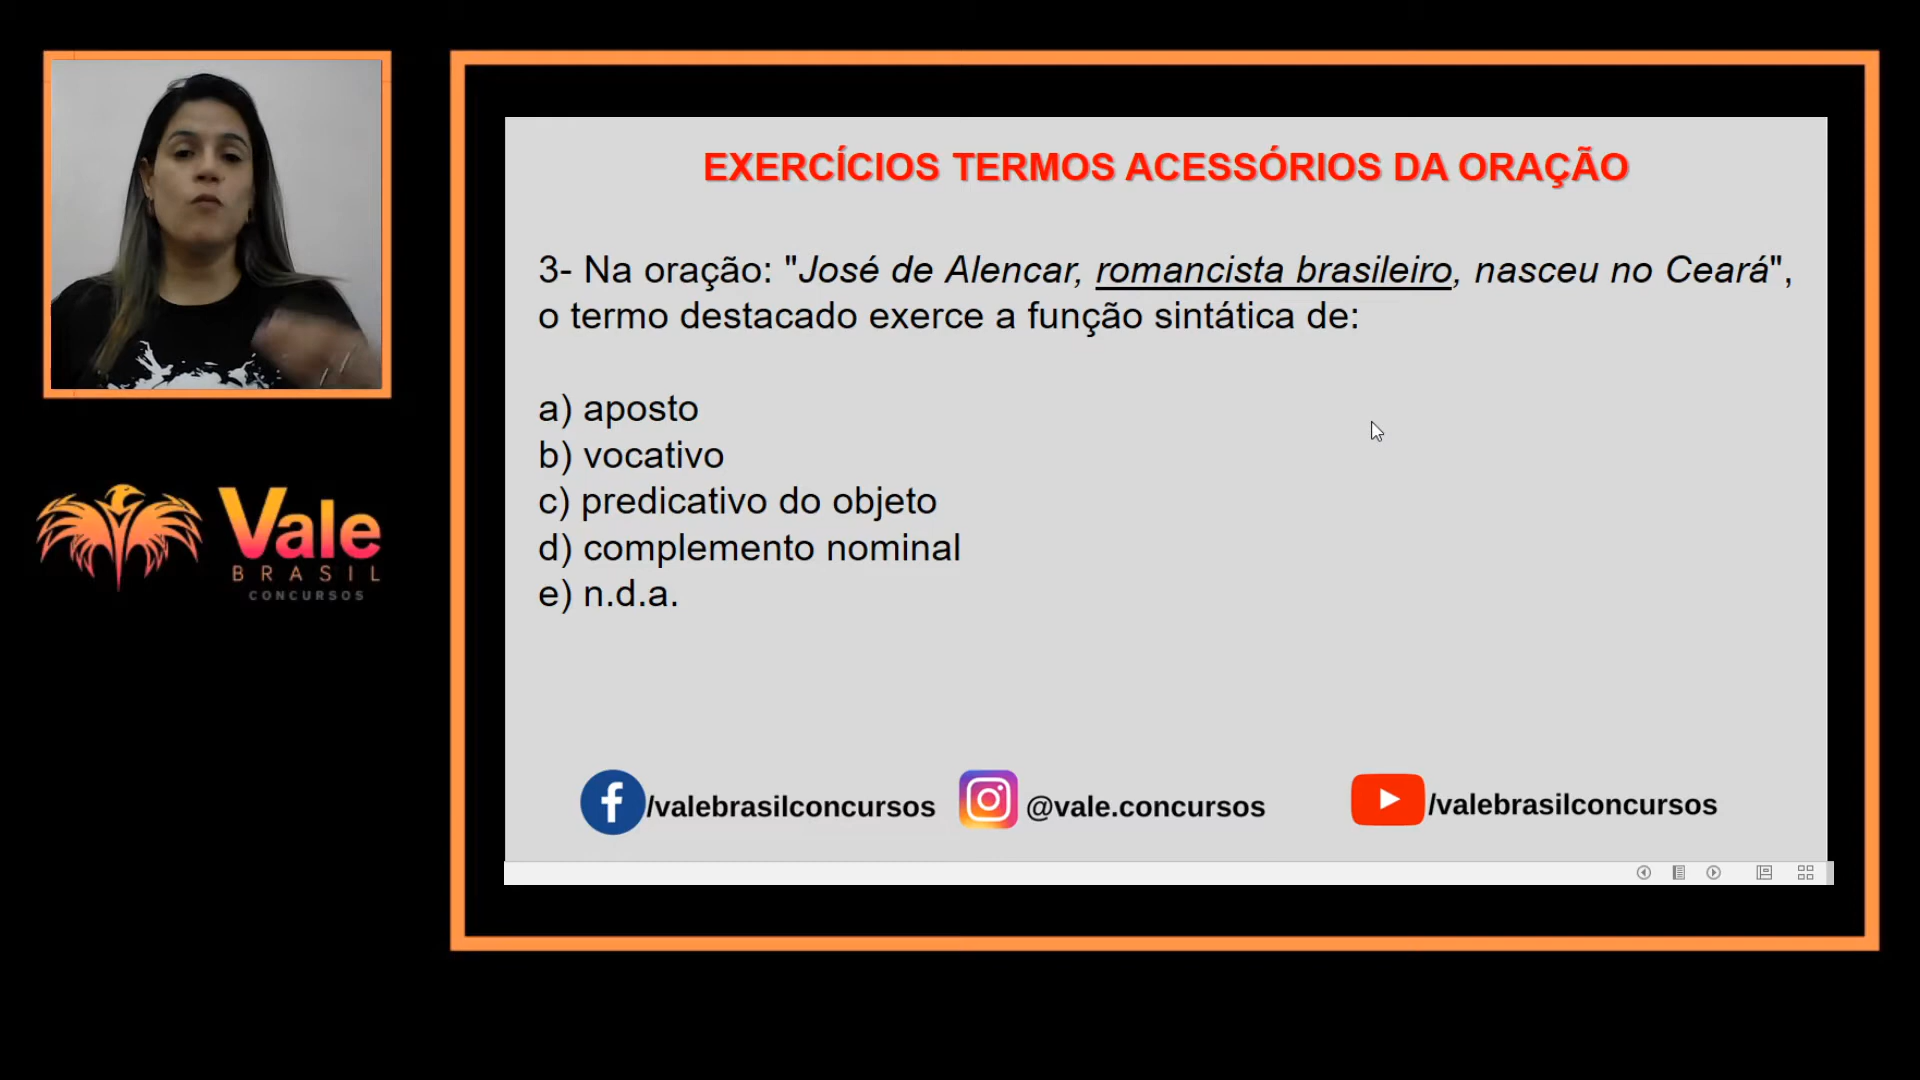 EXERCÍCIOS TERMOS ACESSÓRIOS DA ORAÇÃO
3- Na oração: "José de Alencar, romancista brasileiro, nasceu no Ceará",
o termo destacado exerce a função sintática de:
a) aposto
b) vocativo
c) predicativo do objeto
d) complemento nominal
e) n.d.a.
Vale
BRASIL
CONCURSOS
/valebrasilconcursos
@vale.concursos
/valebrasilconcursos